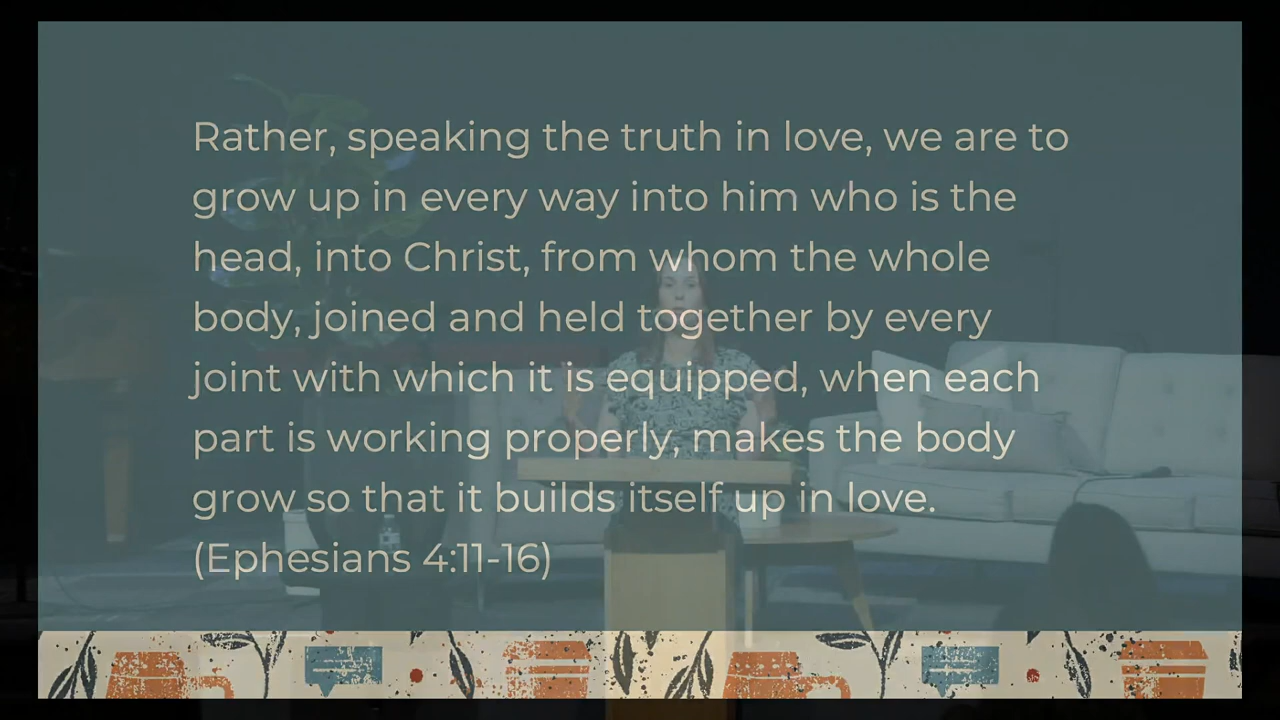 Rather, speaking the truth in love, we are to
grow up in every way into him who is the
head, into Christ, from whom the whole
body, joined and held together by every
joint with which it is equipped, when each
part is working properly, makes the body
grow so that it builds itself up in love.
(Ephesians 4:11-16)